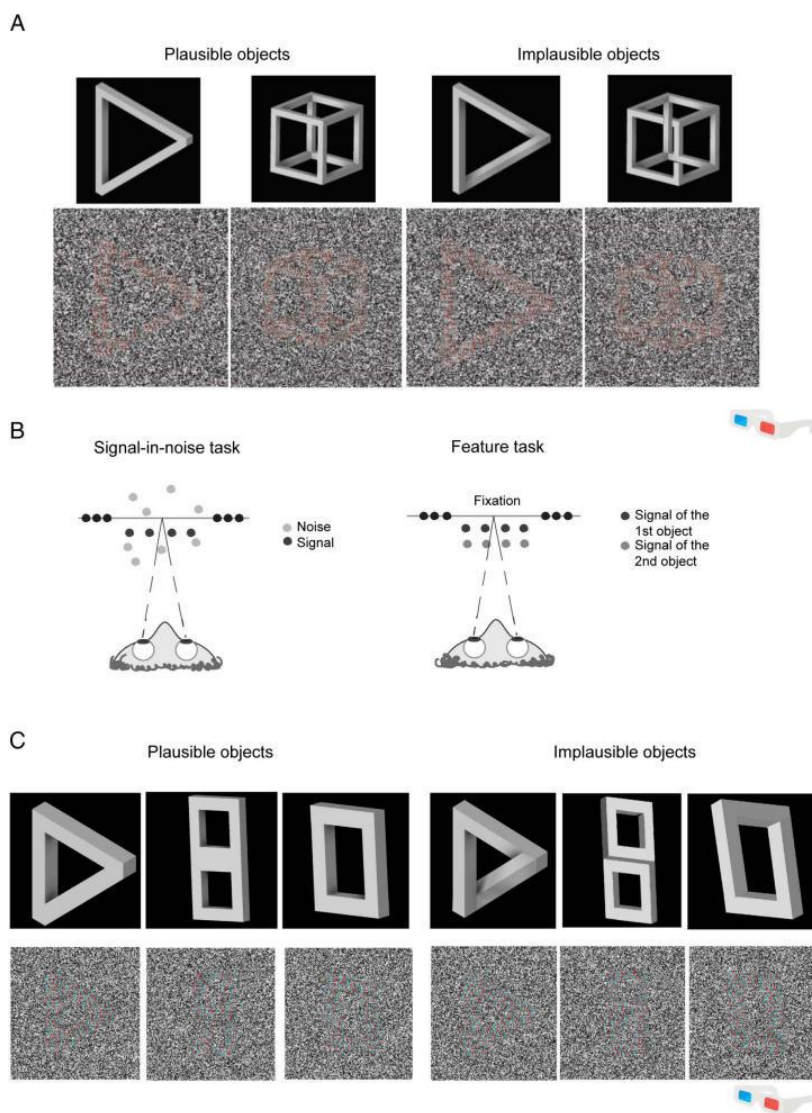 A
Plausible objects
Implausible objects
B
Signal-in-noise task
Feature task
Noise
Signal
Fixation
Signal of the
1st object
Signal of the
2nd object
C
Plausible objects
Implausible objects